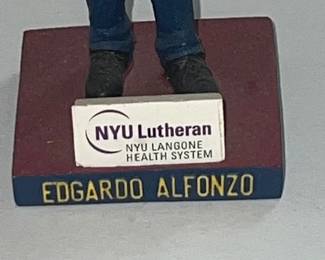 NYU Lutheran
NYU LANGONE
HEALTH SYSTEM
EDGARDO ALFONZO